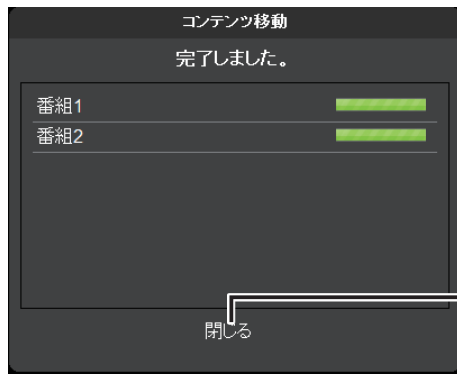 コンテンツ移動
完了しました。
番組1
番組2
閉じる